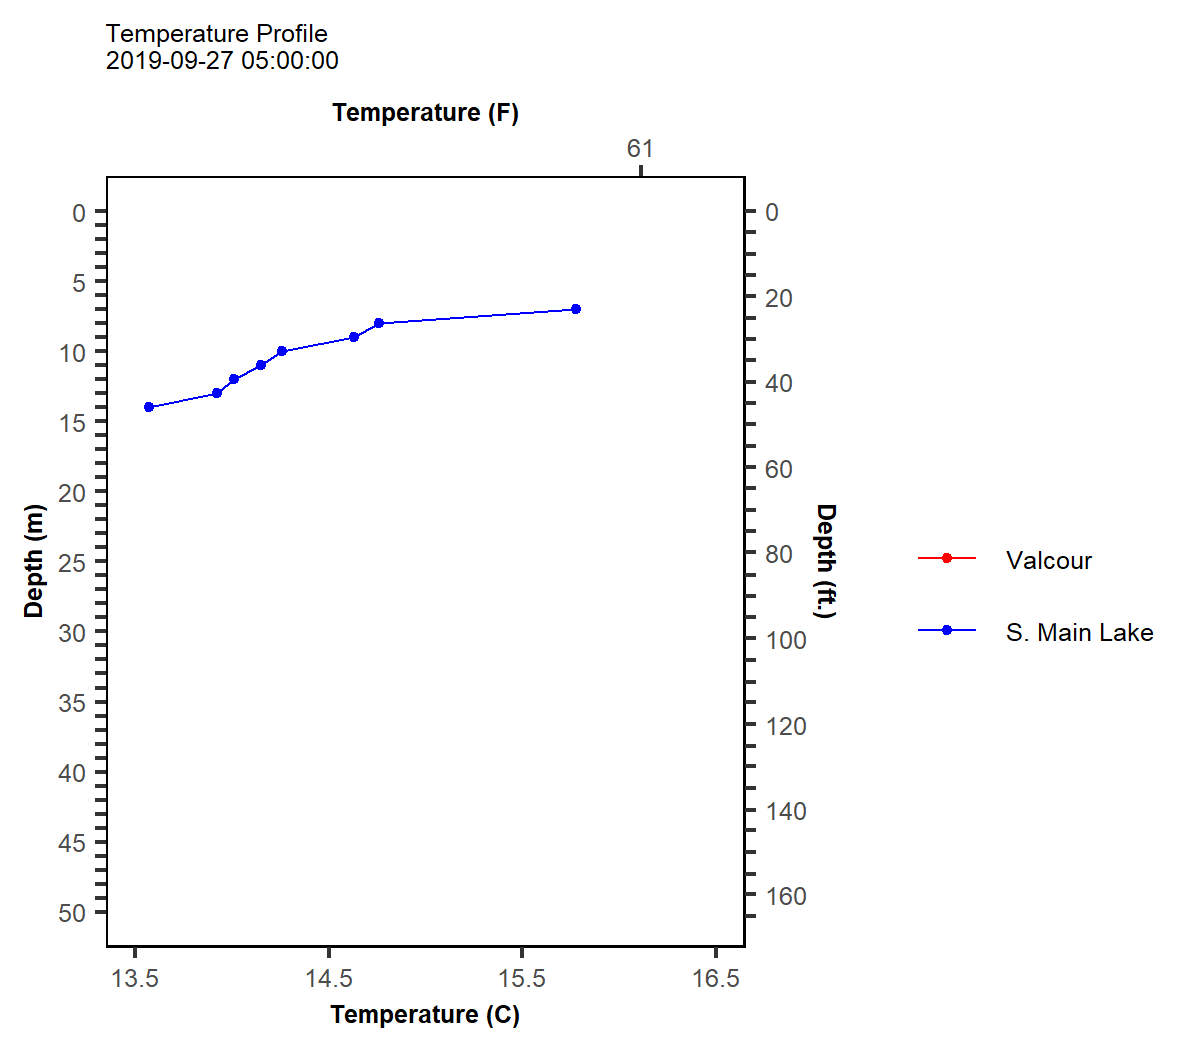 Temperature Profile
2019-09-27 05:00:00
Temperature (F)
61
0
5
10
15
20
25
30
35
40
45
50
Depth (m)
0
20
40
60
80
100
120
140
160
Depth (ft.)
Valcour
S. Main Lake
13.5 14.5 15.5 16.5
Temperature (C)